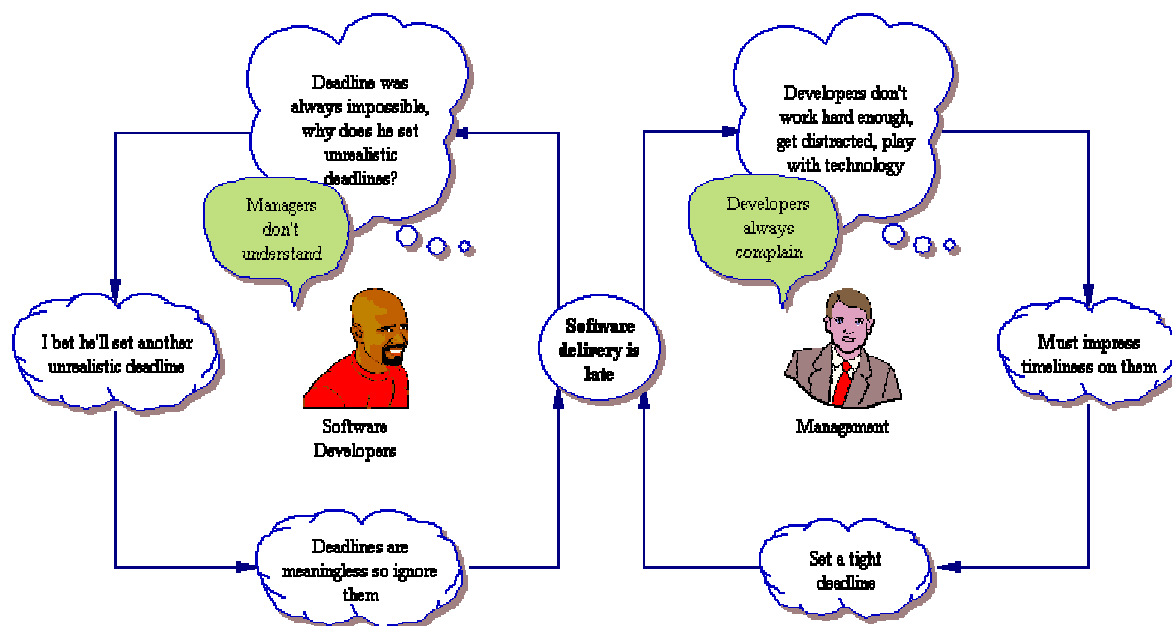 Deadline was
always impossible,
why does he set
unrealistic
deadlines?
Managers
don't
understand
I bet he'll set another
unrealistic deadline
Software
Developers
Deadlines are
meaningless so ignore
them
Software
delivery is
late
Developers don't
work hard enough,
get distracted, play
with technology
Developers
always
complain
Management
Must impress
timeliness on them
Set a tight
deadline